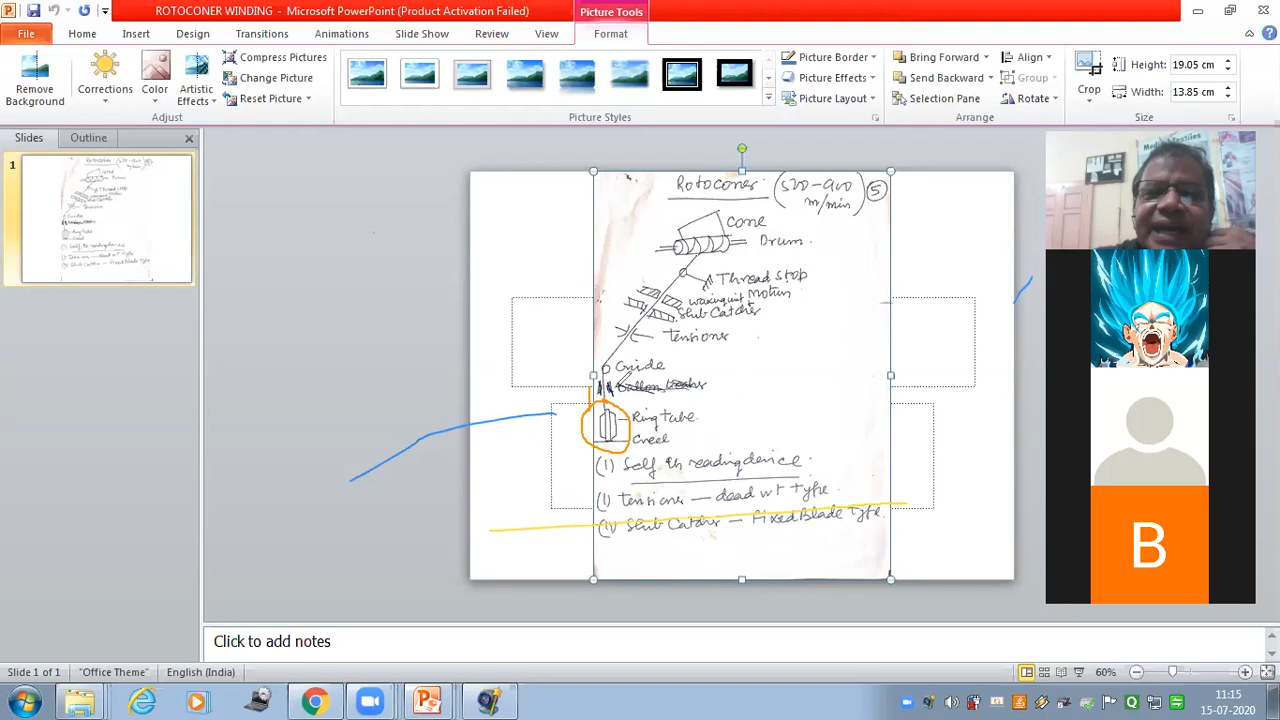 ROTOCONER WINDING - Microsoft PowerPoint (Product Activation Failed)
Picture Tools
File Home Insert Design Transitions Animations Slide Show Review View Format
Remove Background
Corrections
Color
Artistic Effects
Compress Pictures
Change Picture
Reset Picture
Adjust
Picture Styles
Picture Border
Picture Effects
Picture Layout
Bring Forward
Send Backward
Selection Pane
Align
Group
Rotate
Arrange
Crop
Height: 19.05 cm
Width: 13.85 cm
Size
Slides Outline
1
Rotoconer (500-900 m/min) 5
Cone
Drum
Thread Stop
Motion
waxing unit
Slub Catcher
Tensioner
Guide
Ring tube
Creel
(1) Self threading device
(1) Tensioner — dead wt type
(1) Slub Catcher — Fixed Blade Type.
B
Click to add notes
Slide 1 of 1 "Office Theme" English (India)
60%
11:15
15-07-2020